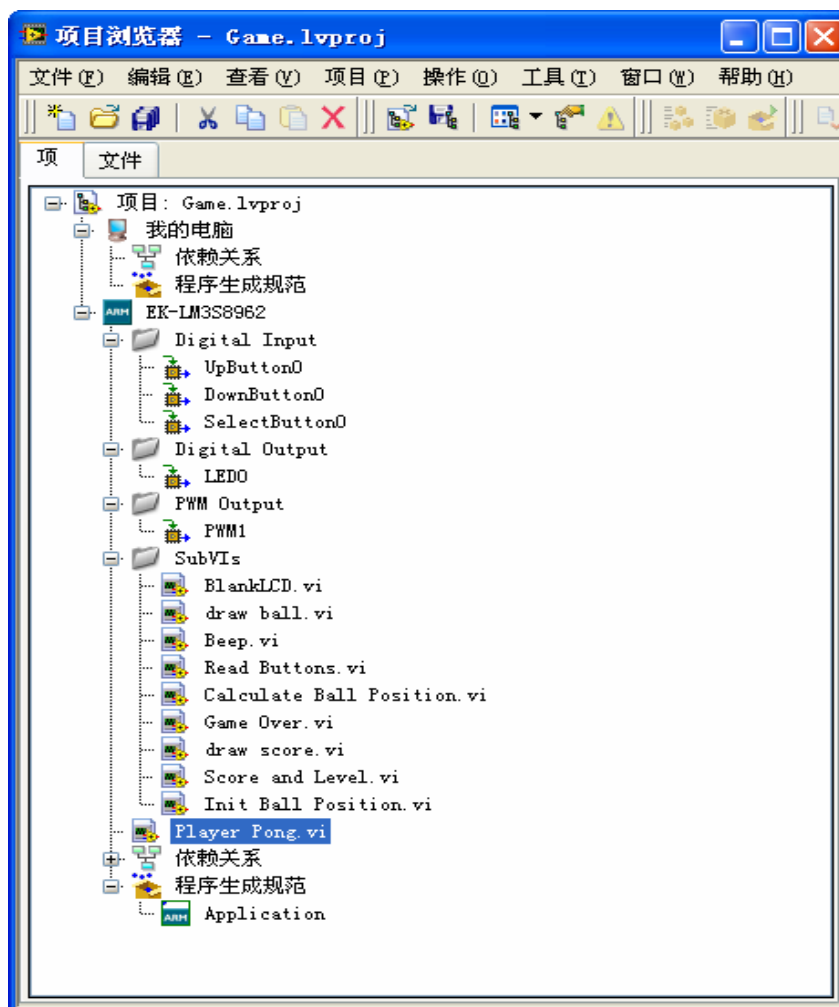 项目浏览器 - Game.lvproj
文件(F) 编辑(E) 查看(V) 项目(P) 操作(O) 工具(T) 窗口(W) 帮助(H)
项 文件
项目: Game.lvproj
我的电脑
依赖关系
程序生成规范
ARM EK-LM3S8962
Digital Input
UpButton0
DownButton0
SelectButton0
Digital Output
LED0
PWM Output
PWM1
SubVIs
BlankLCD.vi
draw ball.vi
Beep.vi
Read Buttons.vi
Calculate Ball Position.vi
Game Over.vi
draw score.vi
Score and Level.vi
Init Ball Position.vi
Player Pong.vi
依赖关系
程序生成规范
ARM Application